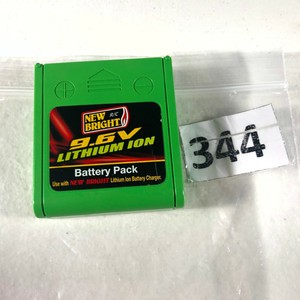 NEW R/C
BRIGHT
9.6V
LITHIUM ION
Battery Pack
Use with NEW BRIGHT Lithium Ion Battery Charger.
344